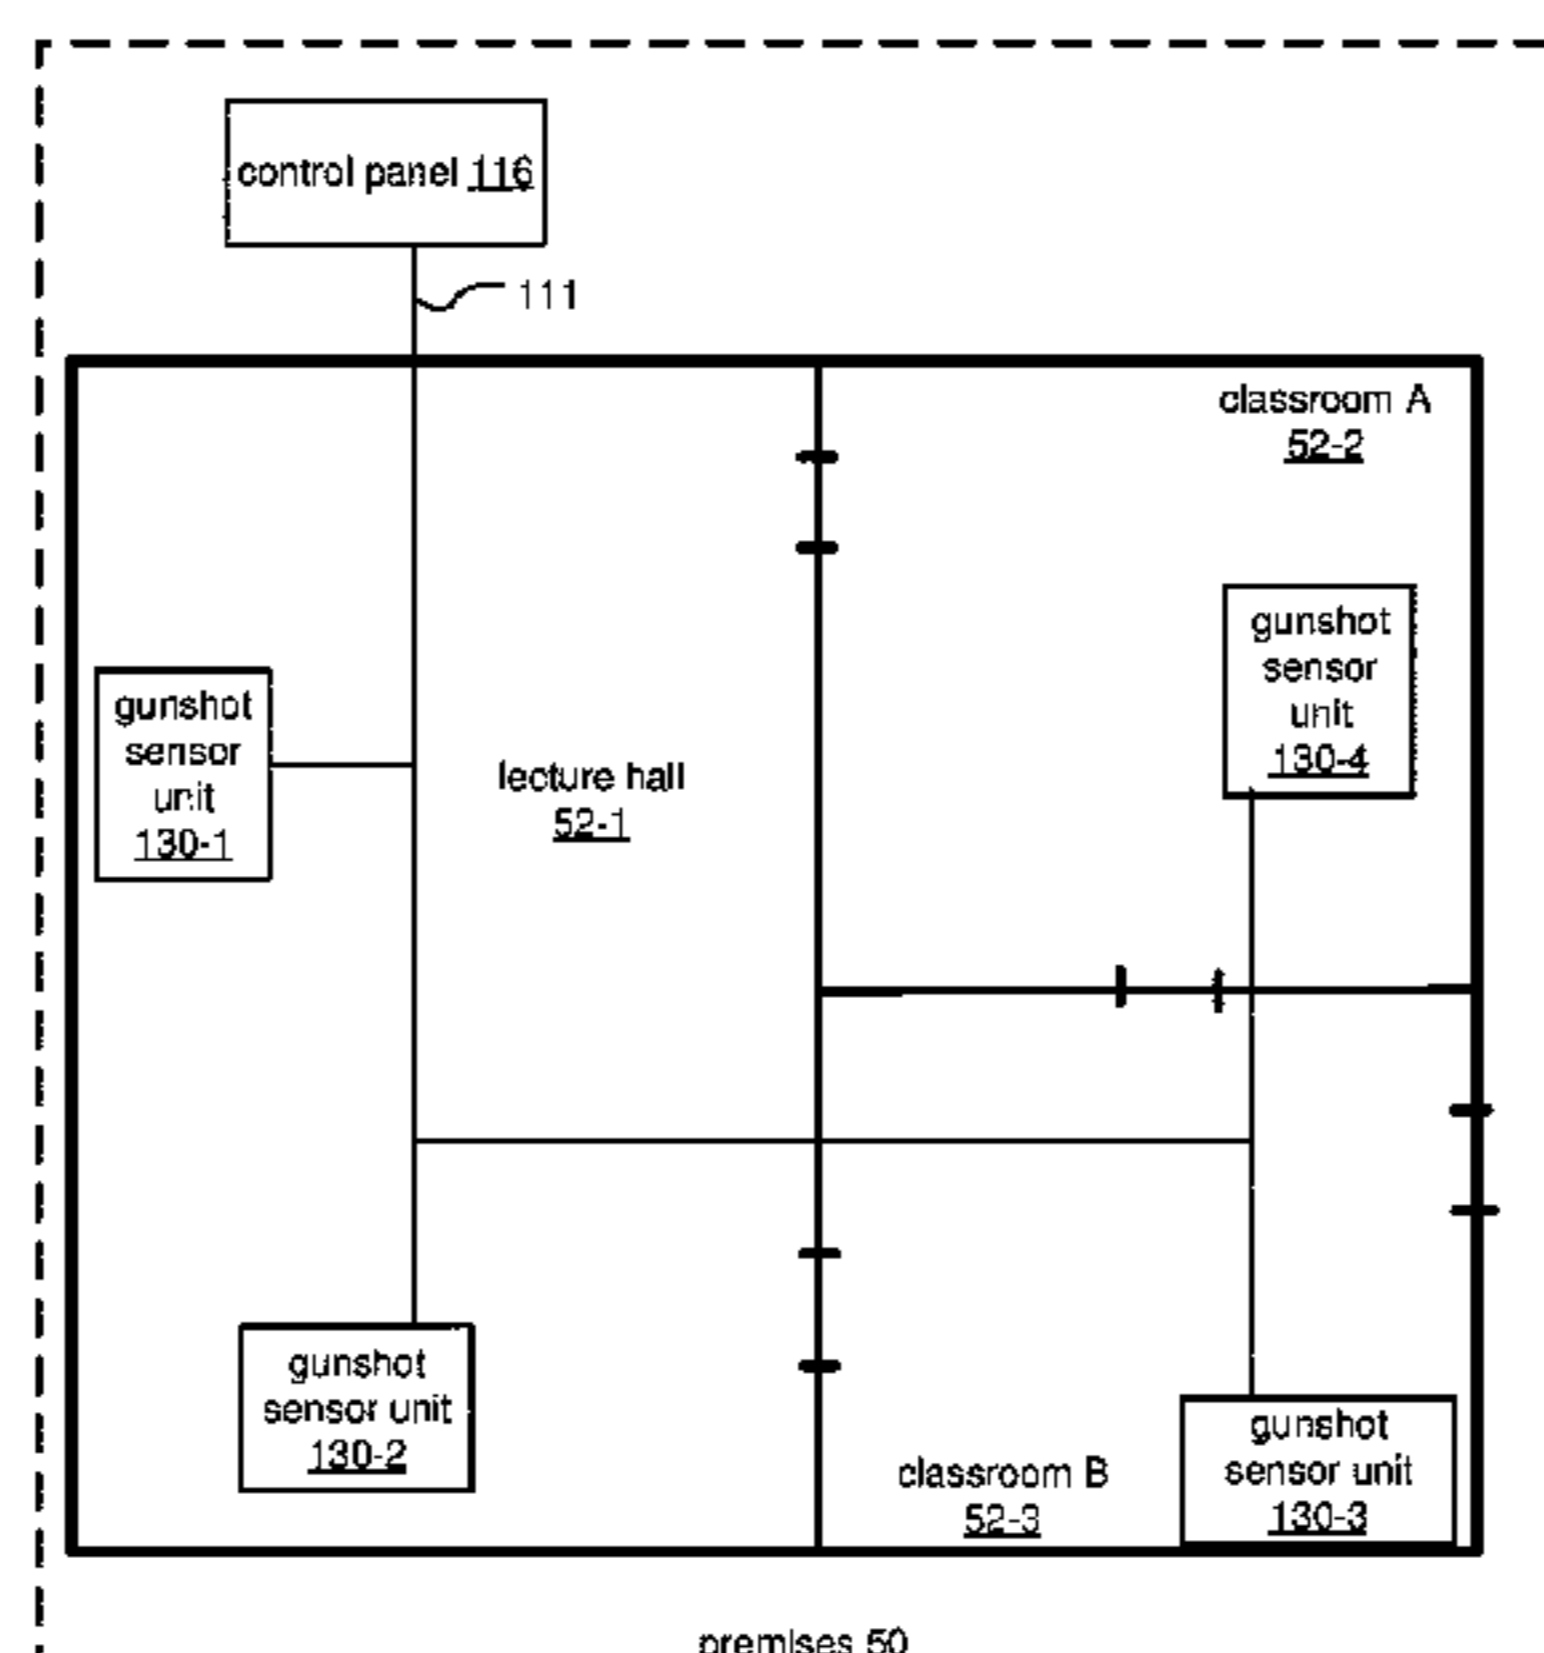 control panel 116
111
classroom A
52-2
gunshot
sensor
unit
130-4
gunshot
sensor
unit
130-1
lecture hall
52-1
gunshot
sensor unit
130-2
classroom B
52-3
gunshot
sensor unit
130-3
premises 50